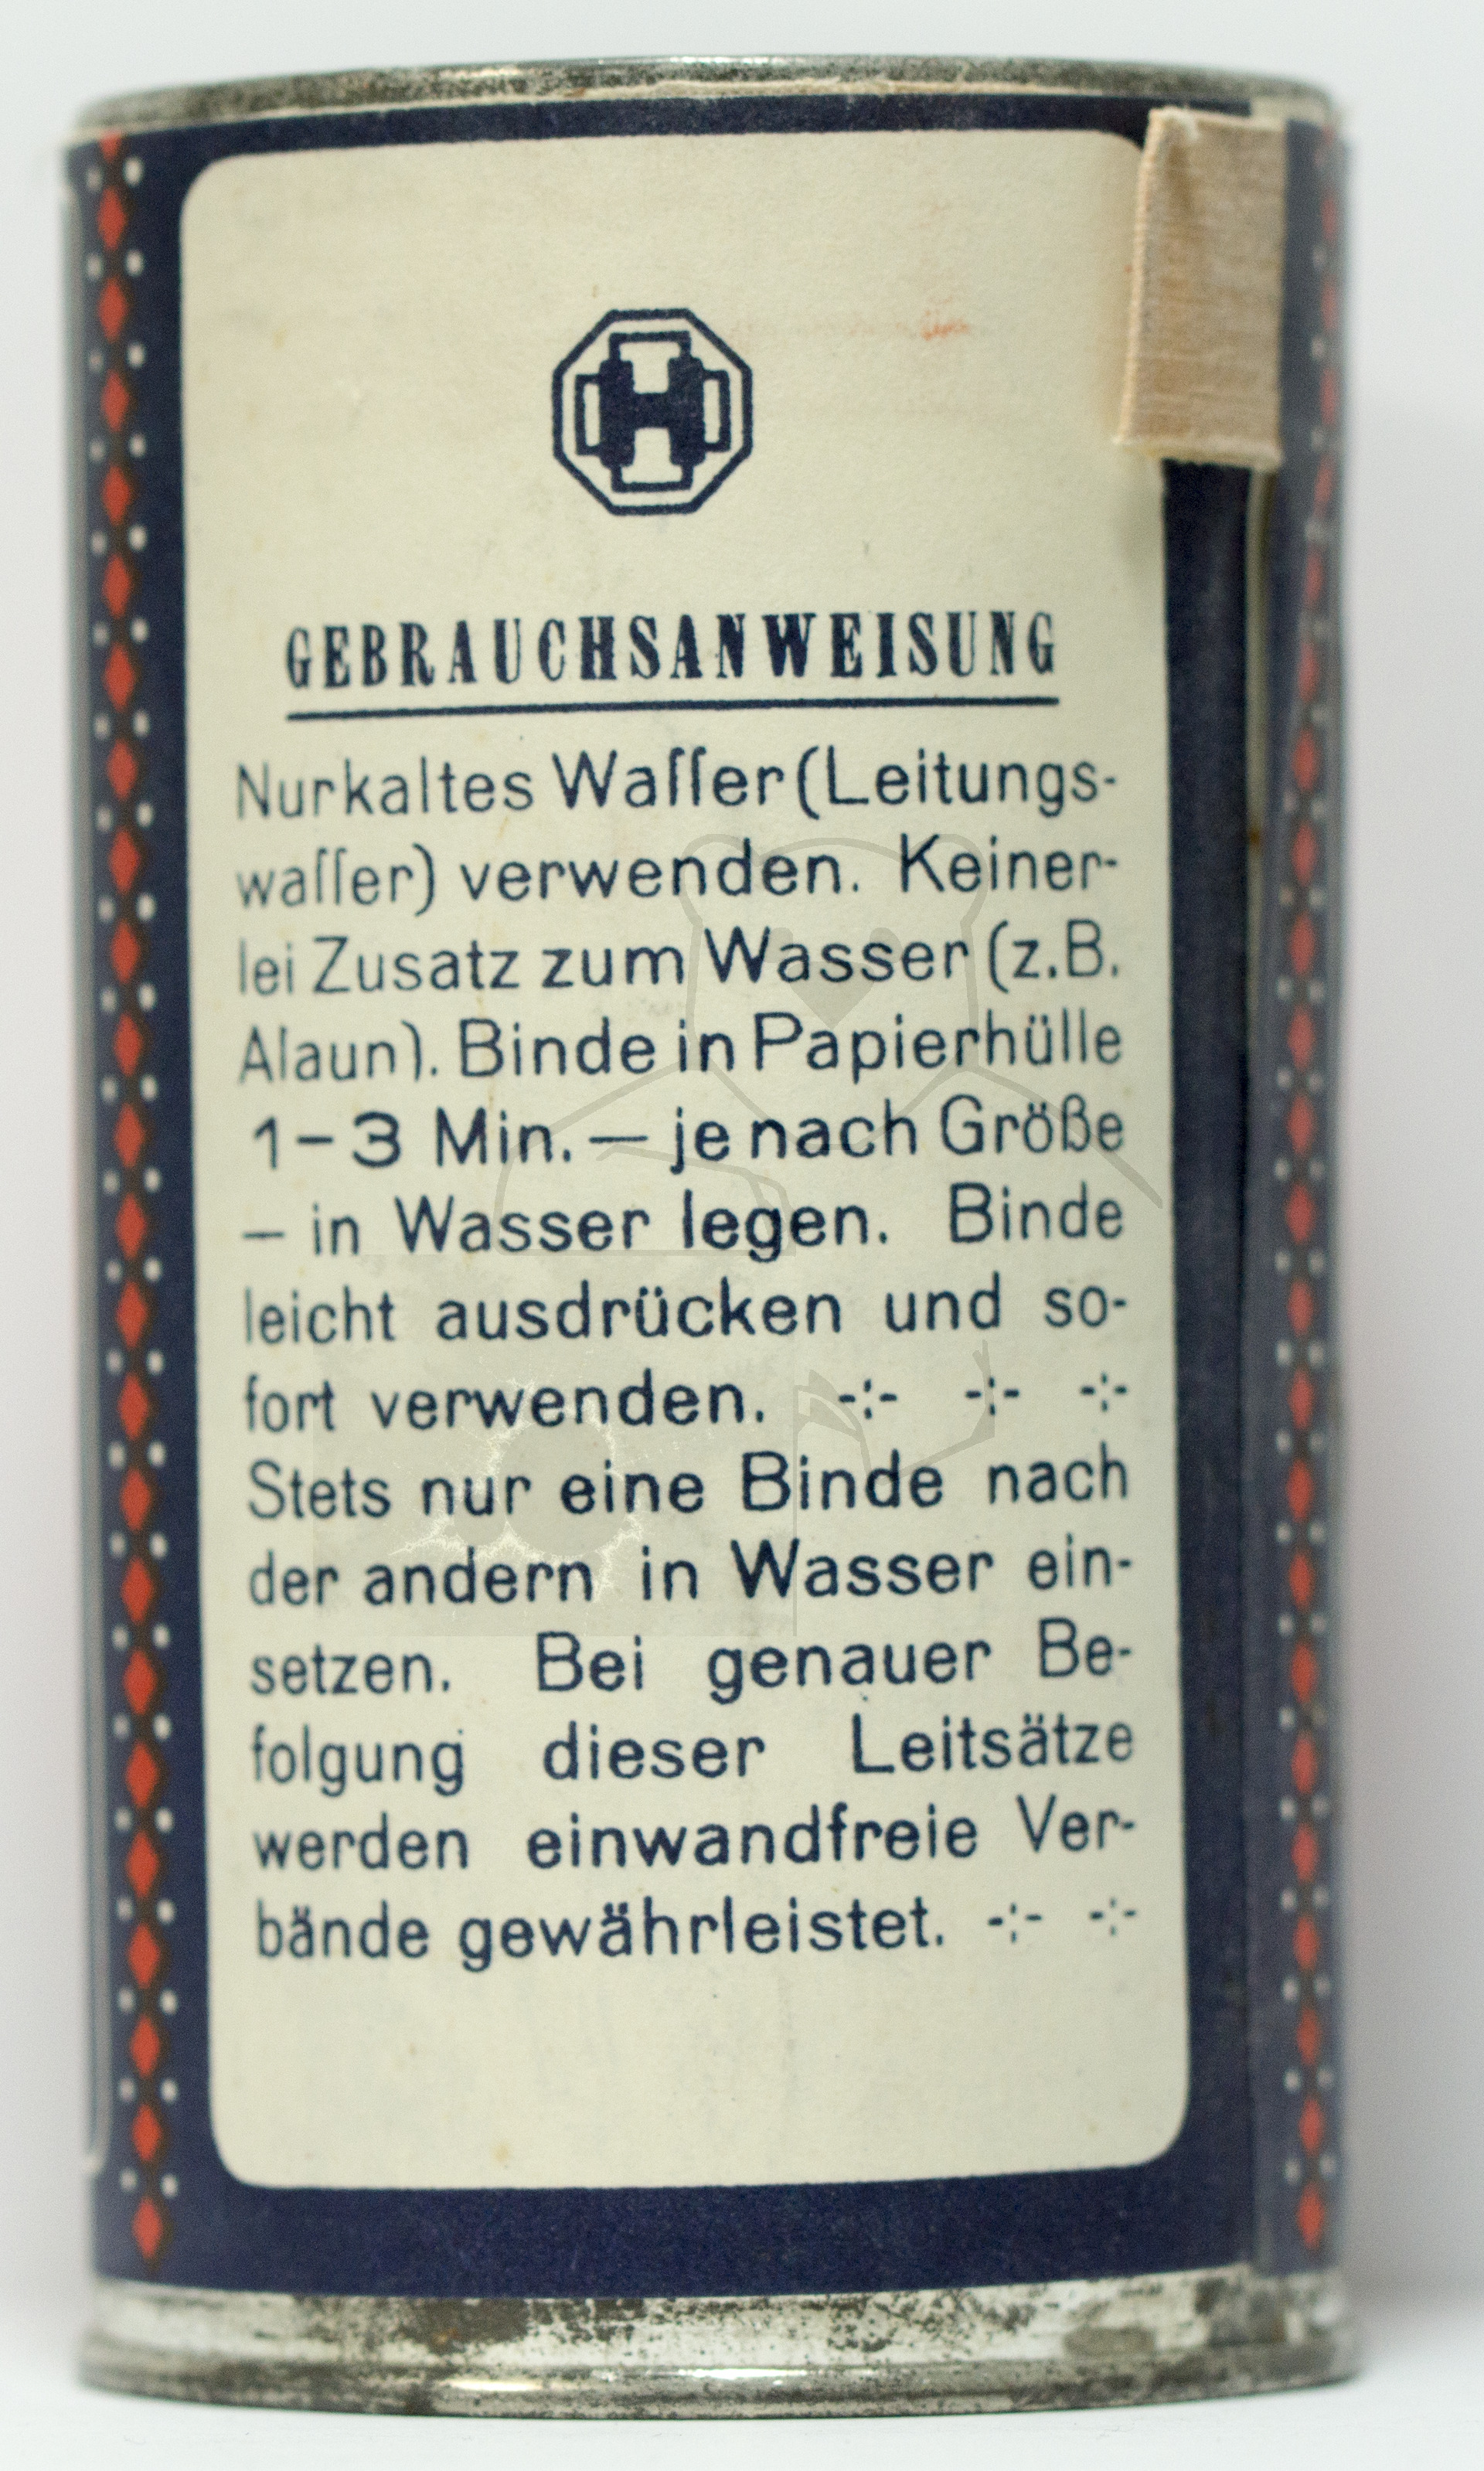 GEBRAUCHSANWEISUNG
Nur kaltes Waſſer (Leitungs-
waſſer) verwenden. Keiner-
lei Zusatz zum Wasser (z.B.
Alaun). Binde in Papierhülle
1–3 Min. — je nach Größe
— in Wasser legen. Binde
leicht ausdrücken und so-
fort verwenden. -:- -:- -:-
Stets nur eine Binde nach
der andern in Wasser ein-
setzen. Bei genauer Be-
folgung dieser Leitsätze
werden einwandfreie Ver-
bände gewährleistet. -:- -:-